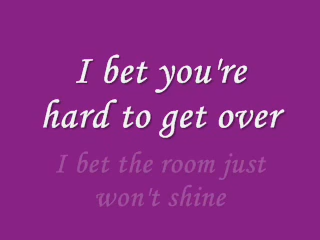 I bet you're
hard to get over
I bet the room just
won't shine